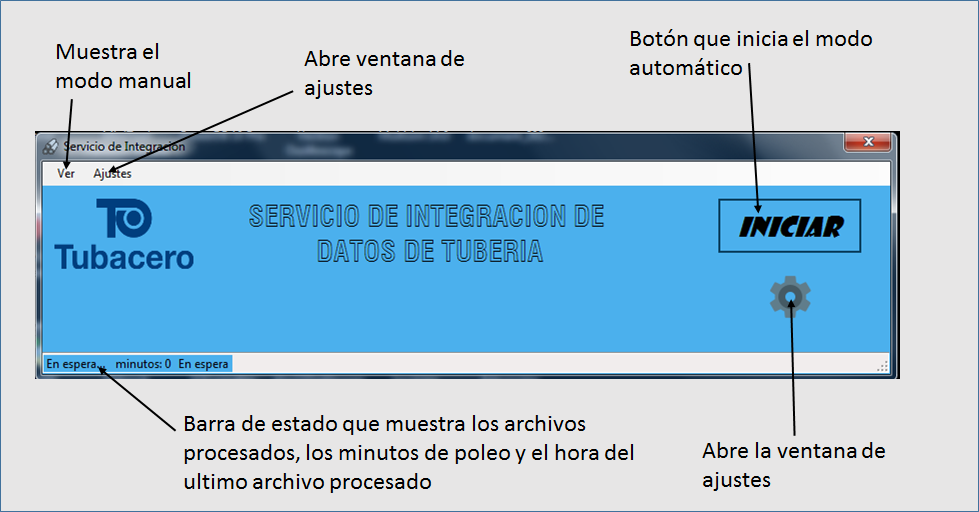 Muestra el
modo manual
Abre ventana de
ajustes
Botón que inicia el modo
automático
Servicio de Integración
Ver Ajustes
Tubacero
SERVICIO DE INTEGRACION DE
DATOS DE TUBERIA
INICIAR
En espera... minutos: 0 En espera
Barra de estado que muestra los archivos
procesados, los minutos de poleo y el hora del
ultimo archivo procesado
Abre la ventana de
ajustes